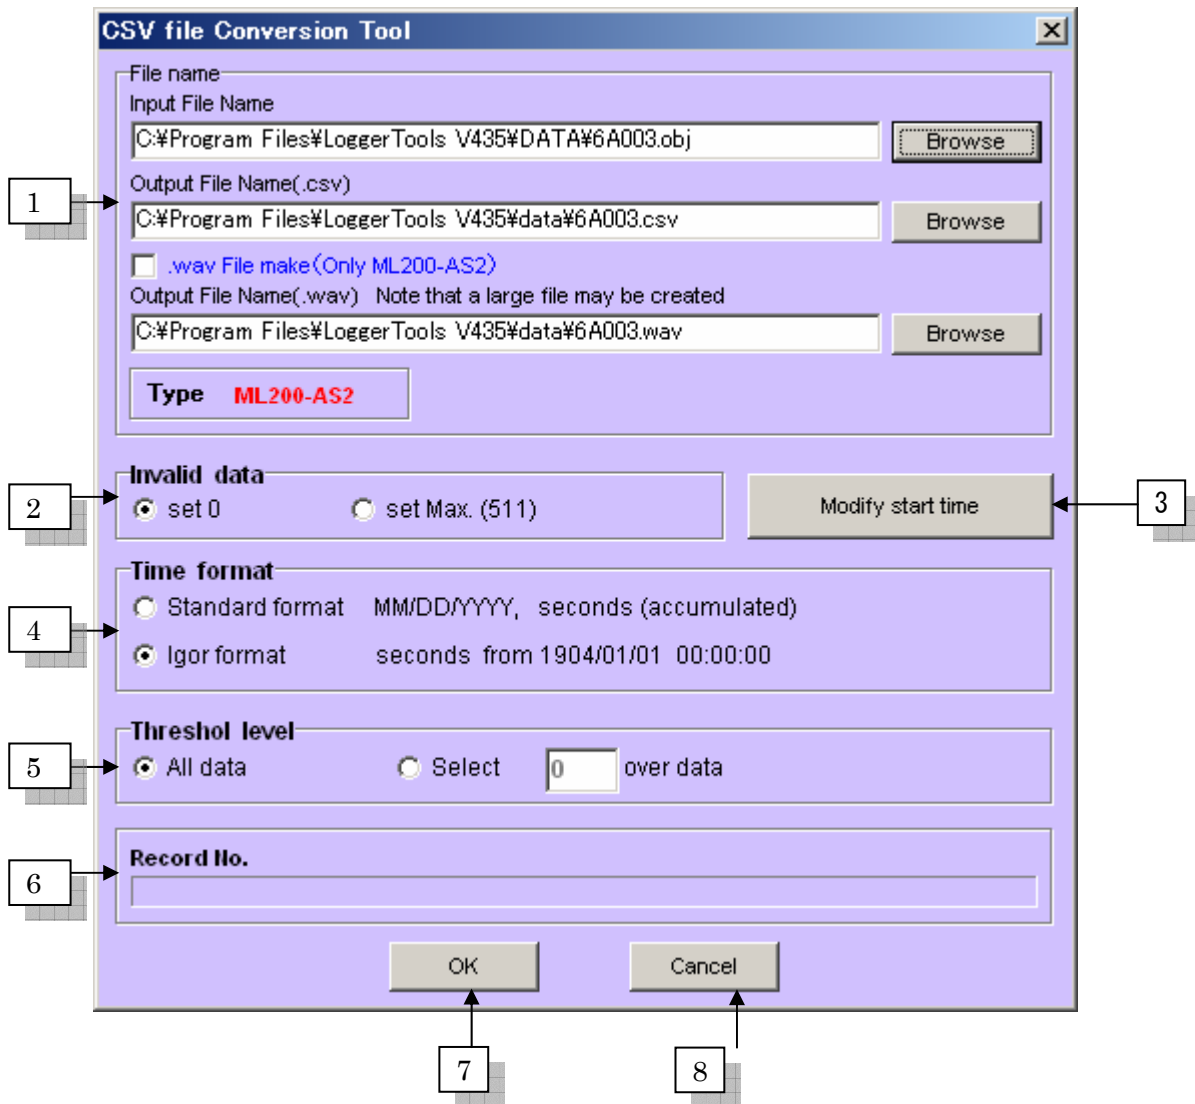 CSV file Conversion Tool
File name
Input File Name
C:¥Program Files¥LoggerTools V435¥DATA¥6A003.obj
Browse
1
Output File Name(.csv)
C:¥Program Files¥LoggerTools V435¥data¥6A003.csv
Browse
.wav File make(Only ML200-AS2)
Output File Name(.wav) Note that a large file may be created
C:¥Program Files¥LoggerTools V435¥data¥6A003.wav
Browse
Type ML200-AS2
Invalid data
2
set 0 set Max. (511)
Modify start time
3
Time format
Standard format MM/DD/YYYY, seconds (accumulated)
4
Igor format seconds from 1904/01/01 00:00:00
Threshol level
5
All data Select 0 over data
Record No.
6
OK Cancel
7 8